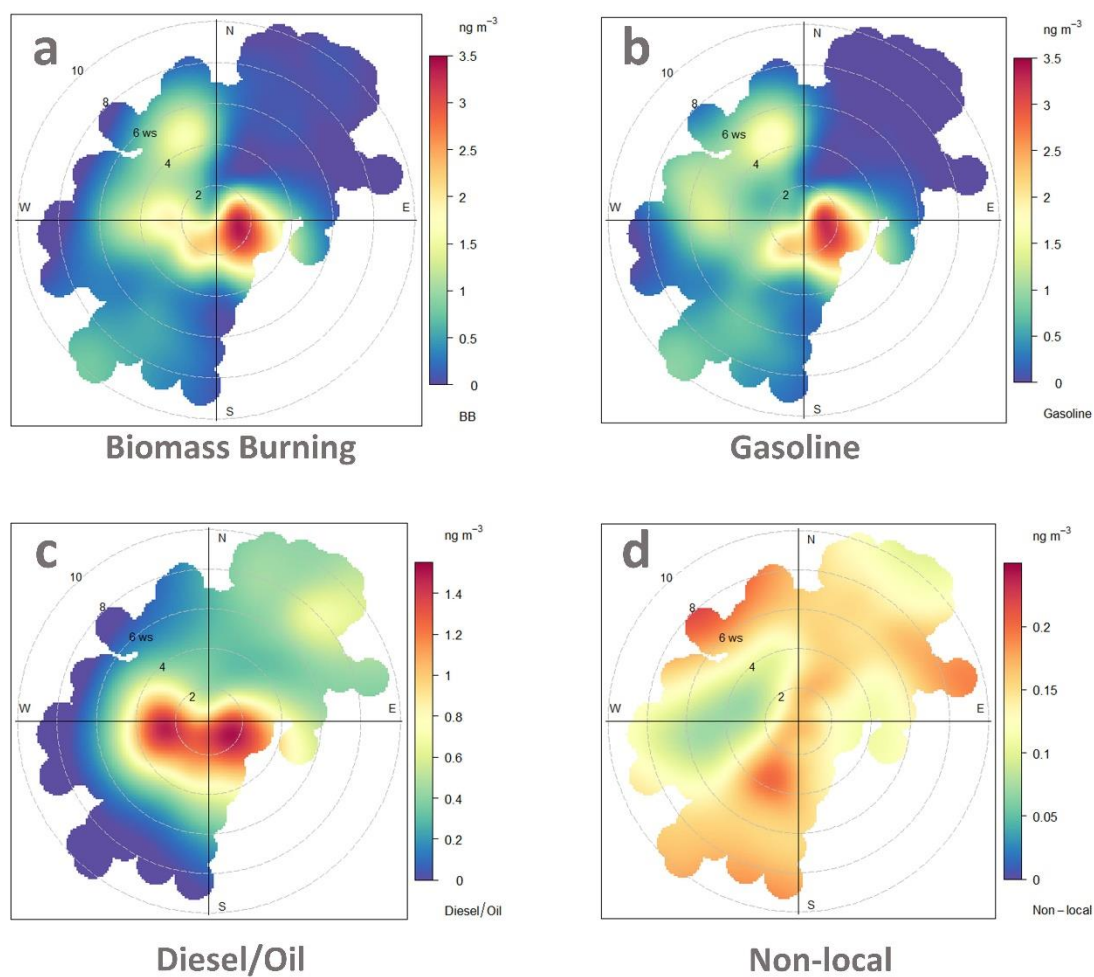 a
N
ng m⁻³
10
8
6 ws
4
2
W
E
S
3.5
3
2.5
2
1.5
1
0.5
0
BB
Biomass Burning
b
N
ng m⁻³
10
8
6 ws
4
2
W
E
S
3.5
3
2.5
2
1.5
1
0.5
0
Gasoline
Gasoline
c
N
ng m⁻³
10
8
6 ws
4
2
W
E
S
1.4
1.2
1
0.8
0.6
0.4
0.2
0
Diesel/Oil
Diesel/Oil
d
N
ng m⁻³
10
8
6 ws
4
2
W
E
S
0.2
0.15
0.1
0.05
0
Non−local
Non-local